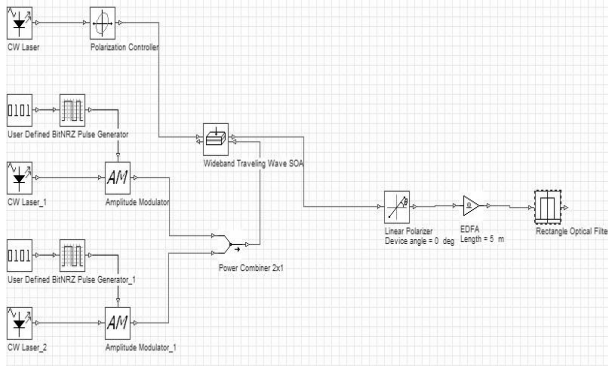 CW Laser
Polarization Controller
0101
User Defined BitNRZ Pulse Generator
Wideband Traveling Wave SOA
CW Laser_1
AM
Amplitude Modulator
Linear Polarizer
Device angle = 0 deg
EDFA
Length = 5 m
Rectangle Optical Filte
Power Combiner 2x1
0101
User Defined BitNRZ Pulse Generator_1
CW Laser_2
AM
Amplitude Modulator_1